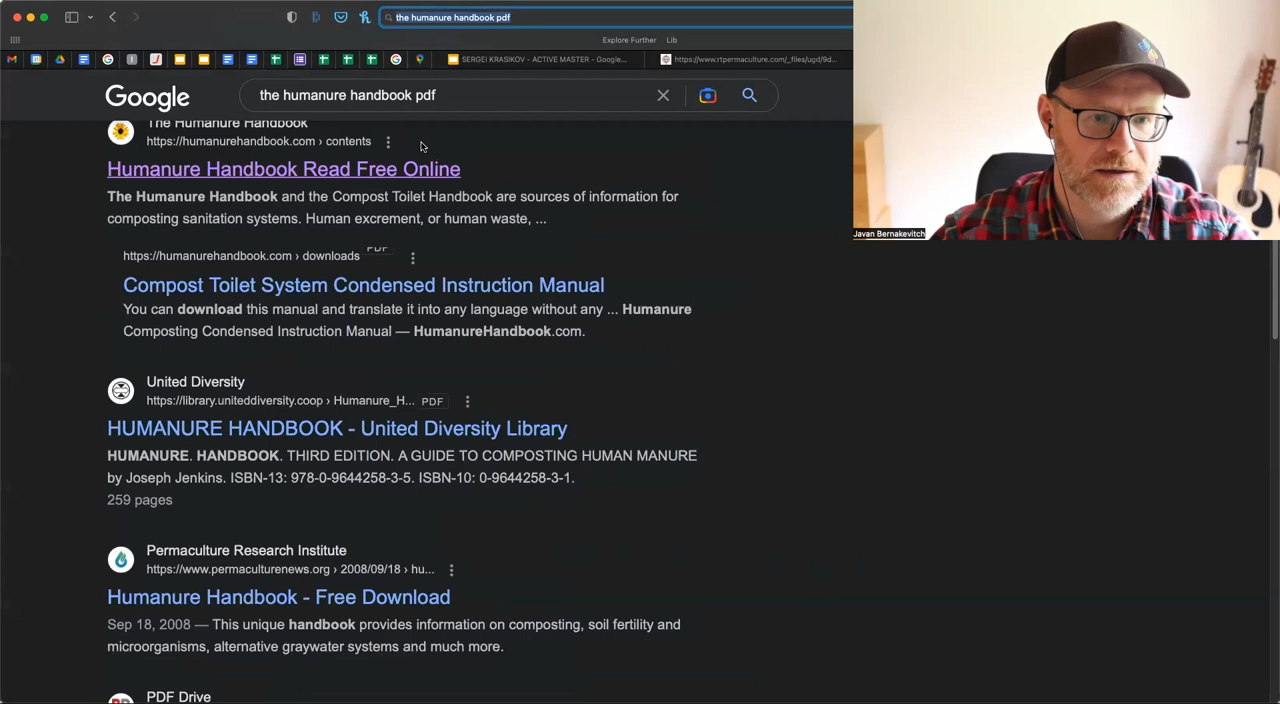 the humanure handbook pdf
Explore Further Lib
SERGEI KRASIKOV - ACTIVE MASTER - Google... https://www.rtpermaculture.com/_files/ugd/9d...
Google the humanure handbook pdf
The Humanure Handbook
https://humanurehandbook.com › contents
Humanure Handbook Read Free Online
The Humanure Handbook and the Compost Toilet Handbook are sources of information for
composting sanitation systems. Human excrement, or human waste, ...
https://humanurehandbook.com › downloads PDF
Compost Toilet System Condensed Instruction Manual
You can download this manual and translate it into any language without any ... Humanure
Composting Condensed Instruction Manual — HumanureHandbook.com.
United Diversity
https://library.uniteddiversity.coop › Humanure_H... PDF
HUMANURE HANDBOOK - United Diversity Library
HUMANURE. HANDBOOK. THIRD EDITION. A GUIDE TO COMPOSTING HUMAN MANURE
by Joseph Jenkins. ISBN-13: 978-0-9644258-3-5. ISBN-10: 0-9644258-3-1.
259 pages
Permaculture Research Institute
https://www.permaculturenews.org › 2008/09/18 › hu...
Humanure Handbook - Free Download
Sep 18, 2008 — This unique handbook provides information on composting, soil fertility and
microorganisms, alternative graywater systems and much more.
PDF Drive
Javan Bernakevitch